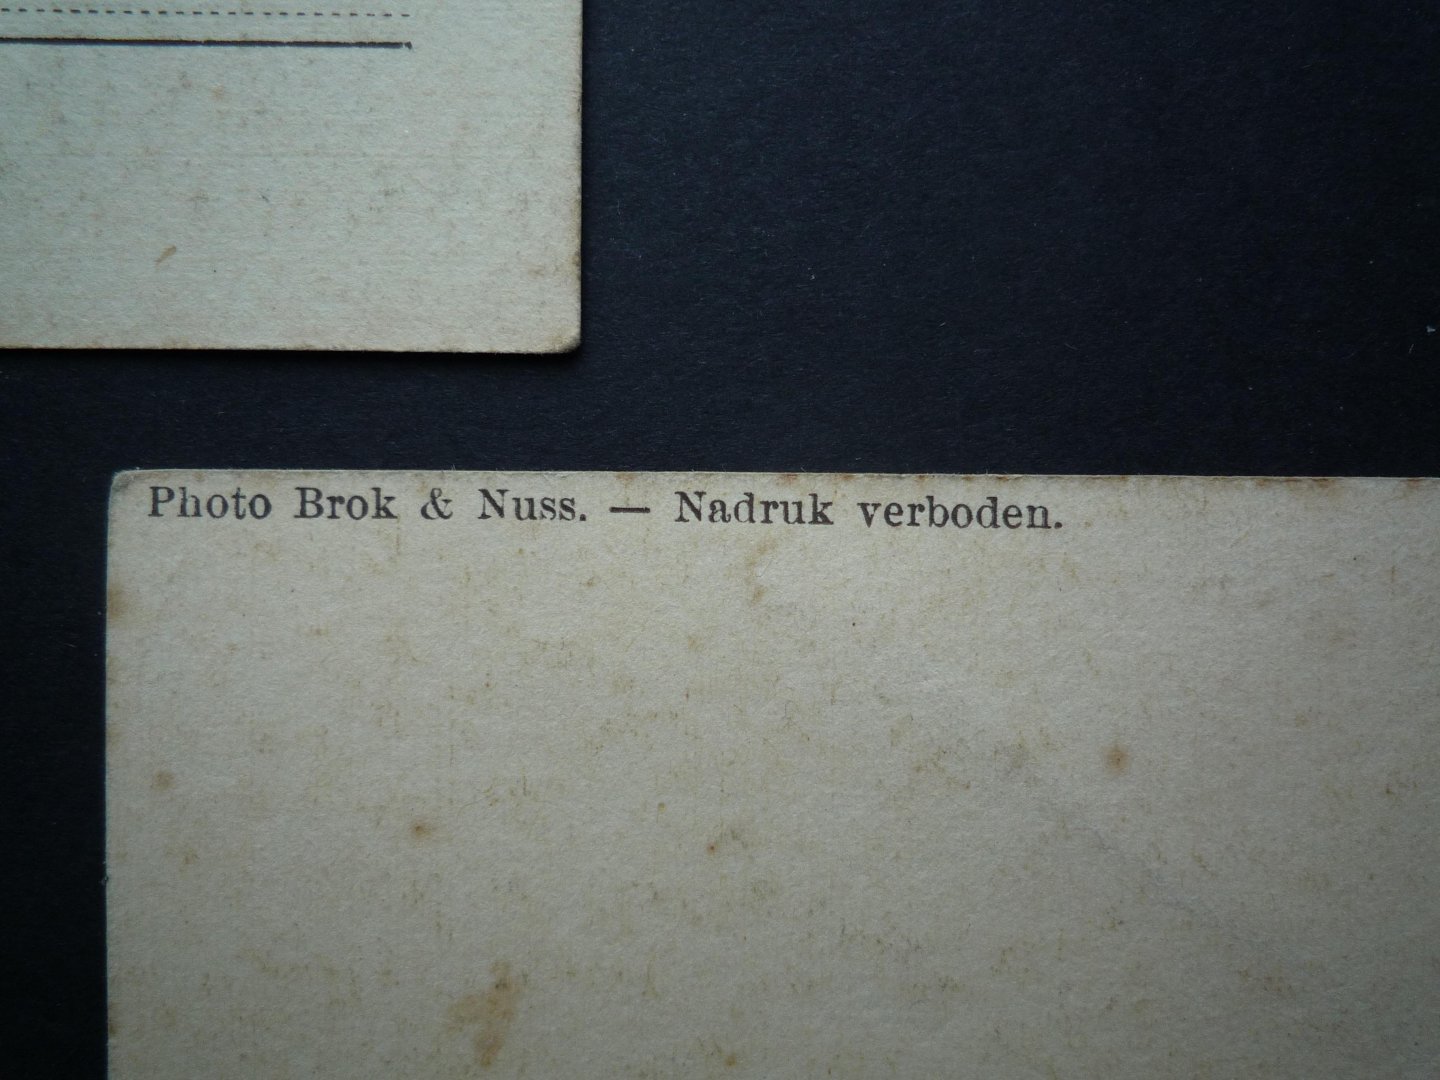 Photo Brok & Nuss. — Nadruk verboden.